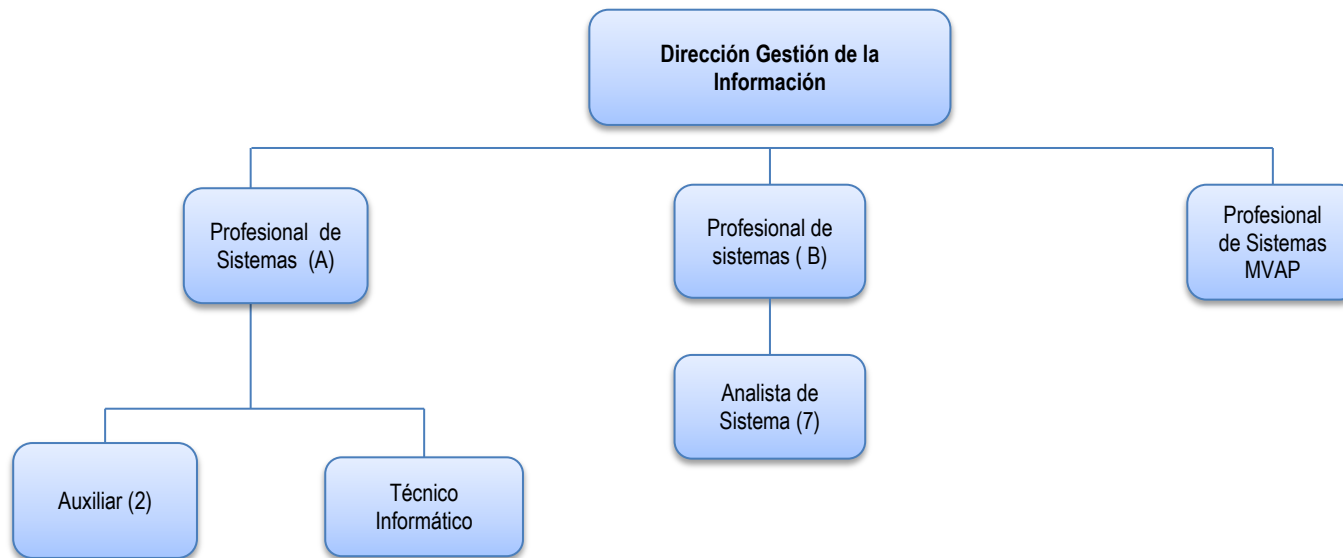 Dirección Gestión de la
Información
Profesional de
Sistemas (A)
Profesional de
sistemas ( B)
Profesional
de Sistemas
MVAP
Analista de
Sistema (7)
Auxiliar (2)
Técnico
Informático